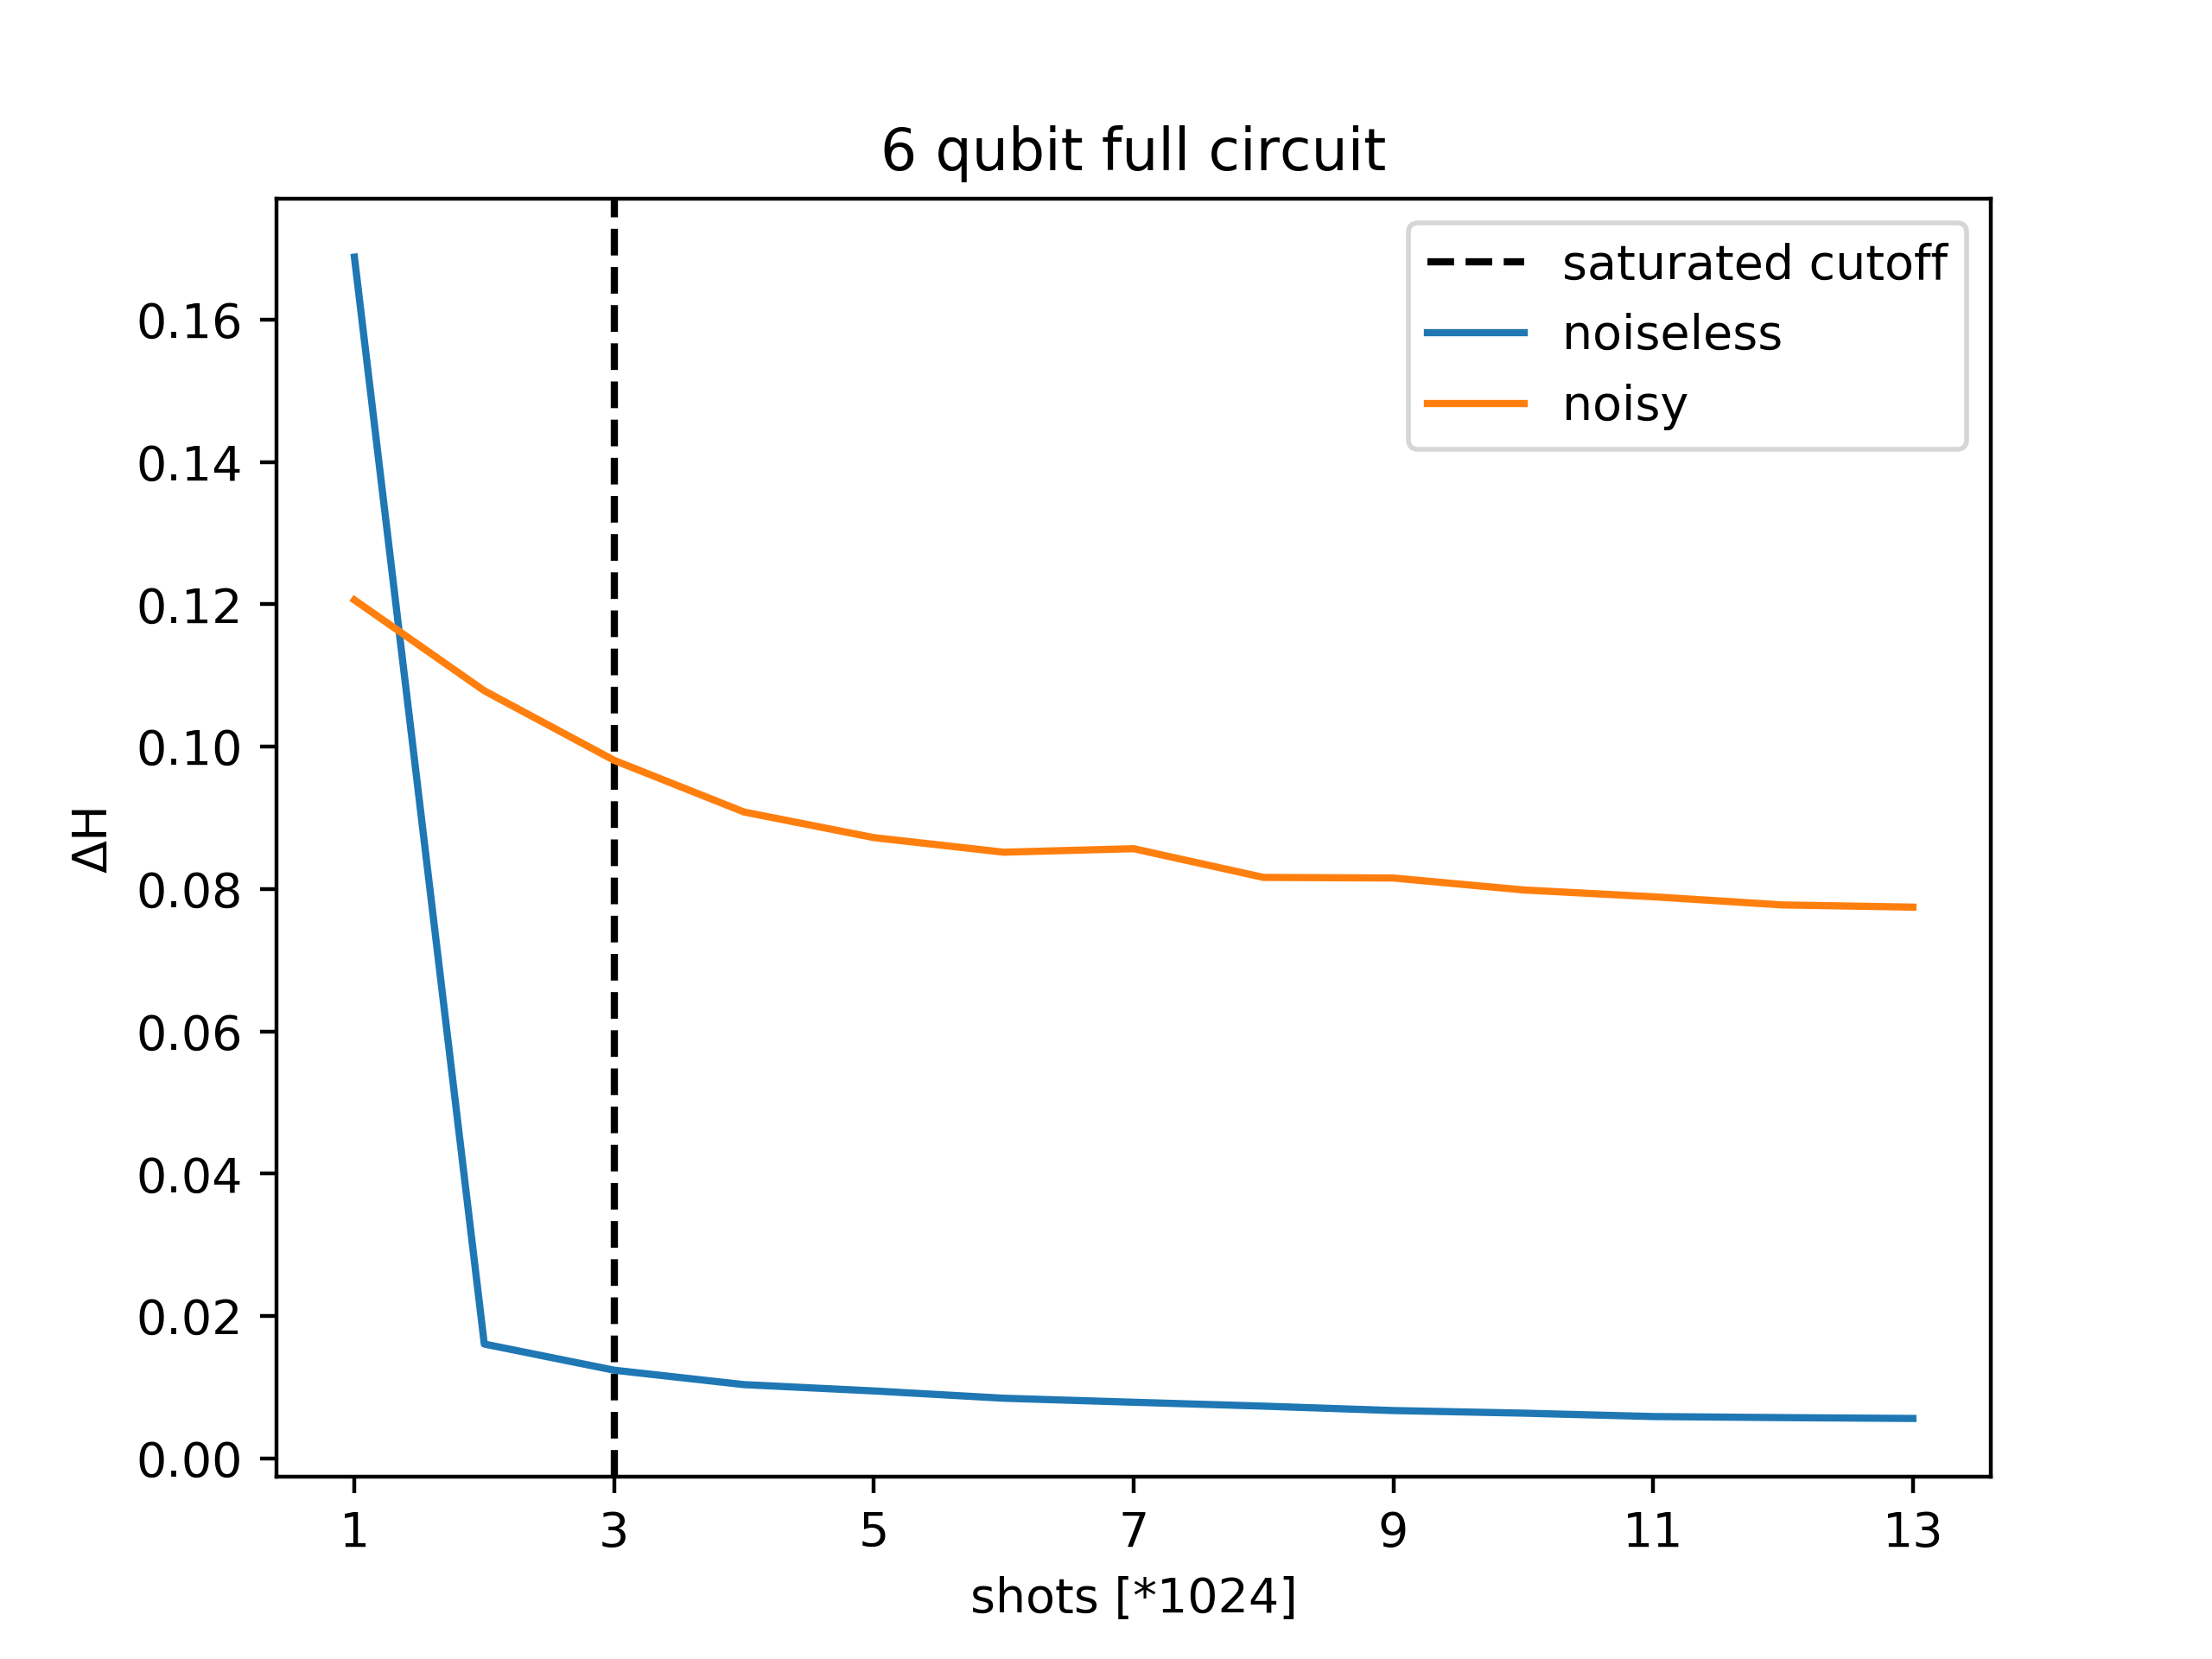 6 qubit full circuit
saturated cutoff
noiseless
noisy
0.16
0.14
0.12
0.10
0.08
0.06
0.04
0.02
0.00
ΔH
1 3 5 7 9 11 13
shots [*1024]